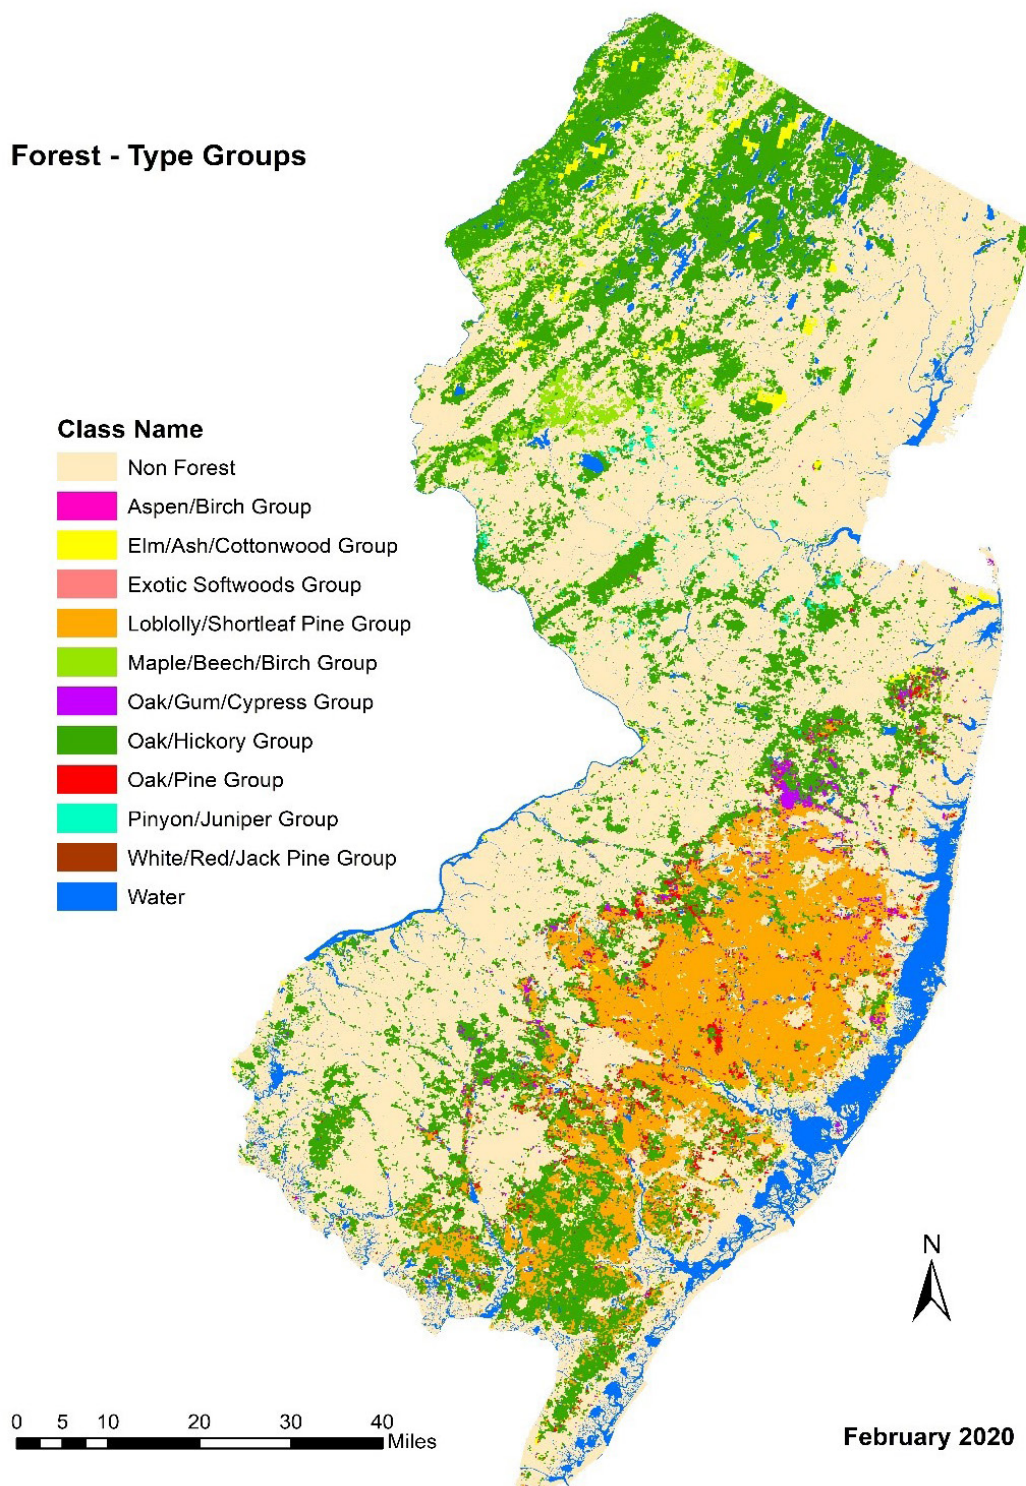 Forest - Type Groups
Class Name
Non Forest
Aspen/Birch Group
Elm/Ash/Cottonwood Group
Exotic Softwoods Group
Loblolly/Shortleaf Pine Group
Maple/Beech/Birch Group
Oak/Gum/Cypress Group
Oak/Hickory Group
Oak/Pine Group
Pinyon/Juniper Group
White/Red/Jack Pine Group
Water
N
0 5 10 20 30 40
Miles
February 2020